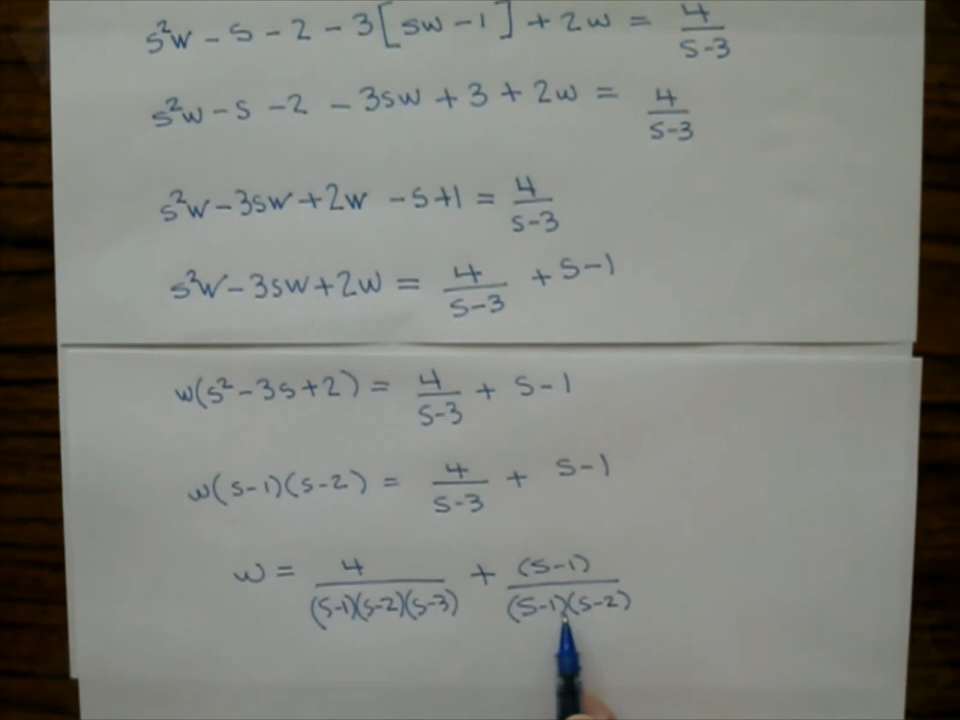 s²w - s - 2 - 3[sw - 1] + 2w = 4/(s-3)
s²w - s - 2 - 3sw + 3 + 2w = 4/(s-3)
s²w - 3sw + 2w - s + 1 = 4/(s-3)
s²w - 3sw + 2w = 4/(s-3) + s - 1
w(s² - 3s + 2) = 4/(s-3) + s - 1
w(s-1)(s-2) = 4/(s-3) + s - 1
w = 4/((s-1)(s-2)(s-3)) + (s-1)/((s-1)(s-2))